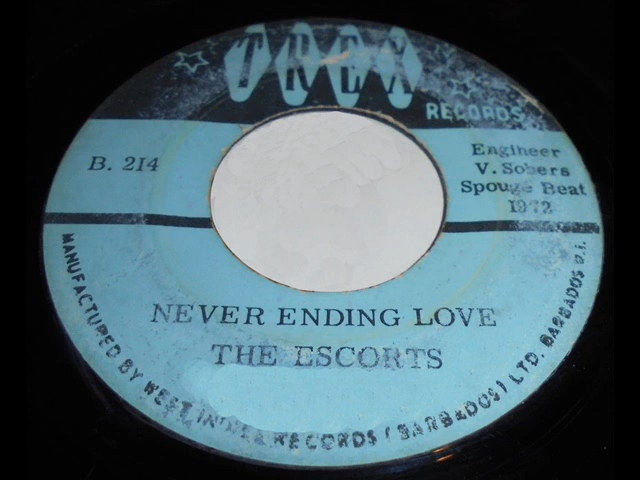 TREX
RECORDS
B. 214
Engineer
V. Sobers
Spouge Beat
1972
NEVER ENDING LOVE
THE ESCORTS
MANUFACTURED BY WEST INDIES RECORDS (BARBADOS) LTD. BARBADOS